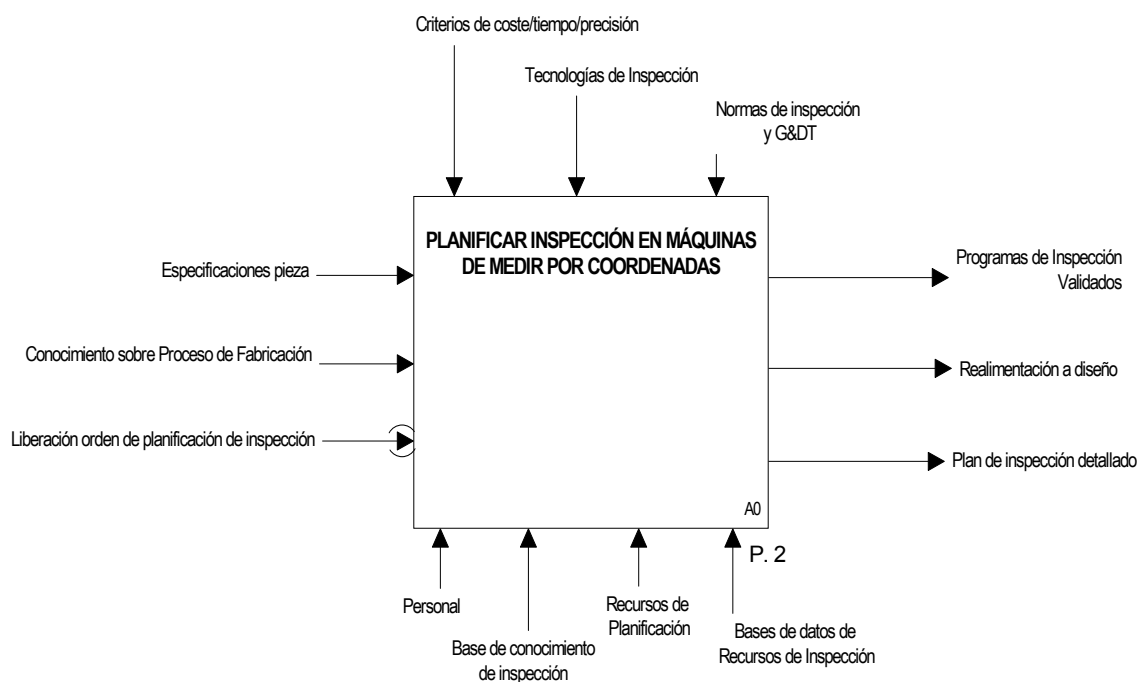 Criterios de coste/tiempo/precisión
Tecnologías de Inspección
Normas de inspección
y G&DT
PLANIFICAR INSPECCIÓN EN MÁQUINAS
DE MEDIR POR COORDENADAS
Especificaciones pieza
Conocimiento sobre Proceso de Fabricación
Liberación orden de planificación de inspección
Programas de Inspección
Validados
Realimentación a diseño
Plan de inspección detallado
A0
P. 2
Personal
Base de conocimiento
de inspección
Recursos de
Planificación
Bases de datos de
Recursos de Inspección